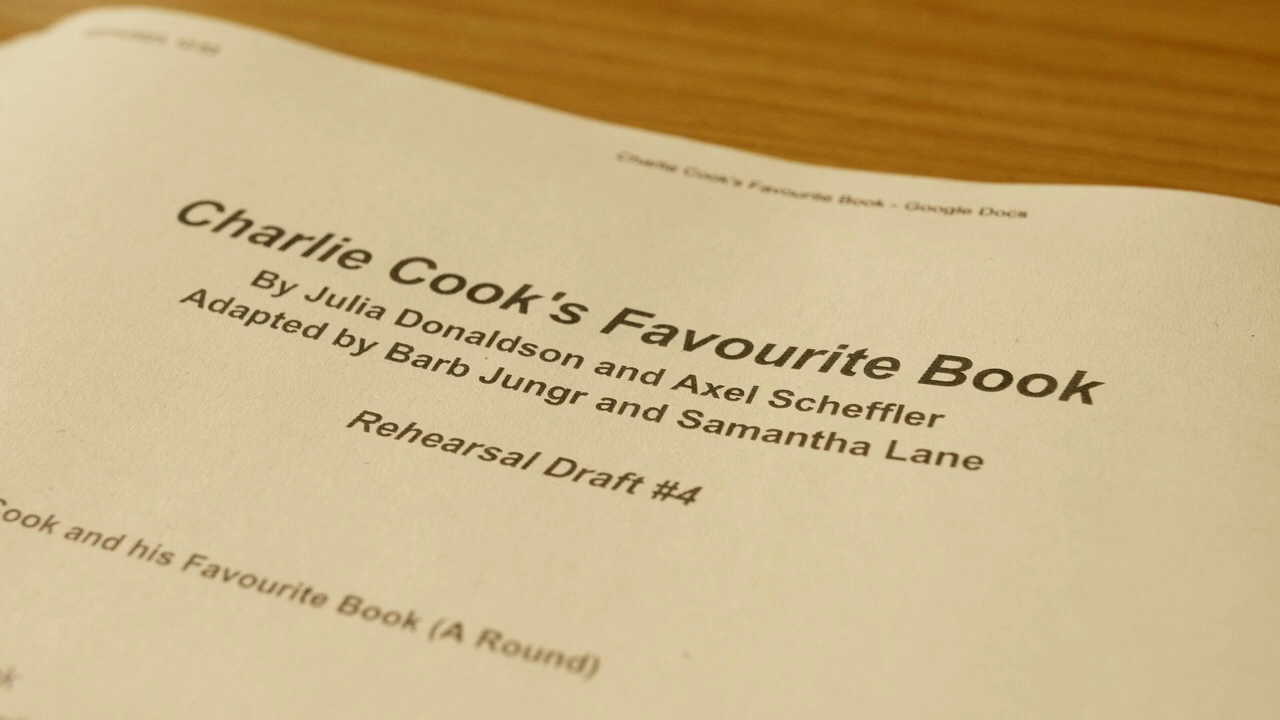 Charlie Cook's Favourite Book - Google Docs
Charlie Cook's Favourite Book
By Julia Donaldson and Axel Scheffler
Adapted by Barb Jungr and Samantha Lane
Rehearsal Draft #4
Cook and his Favourite Book (A Round)